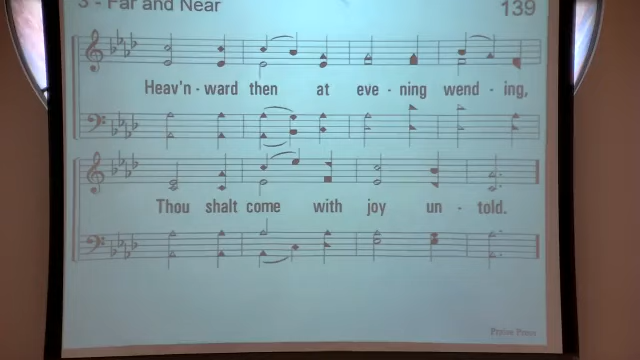 3 - Far and Near
139
Heav'n - ward then at eve - ning wend - ing,
Thou shalt come with joy un - told.
Praise Press